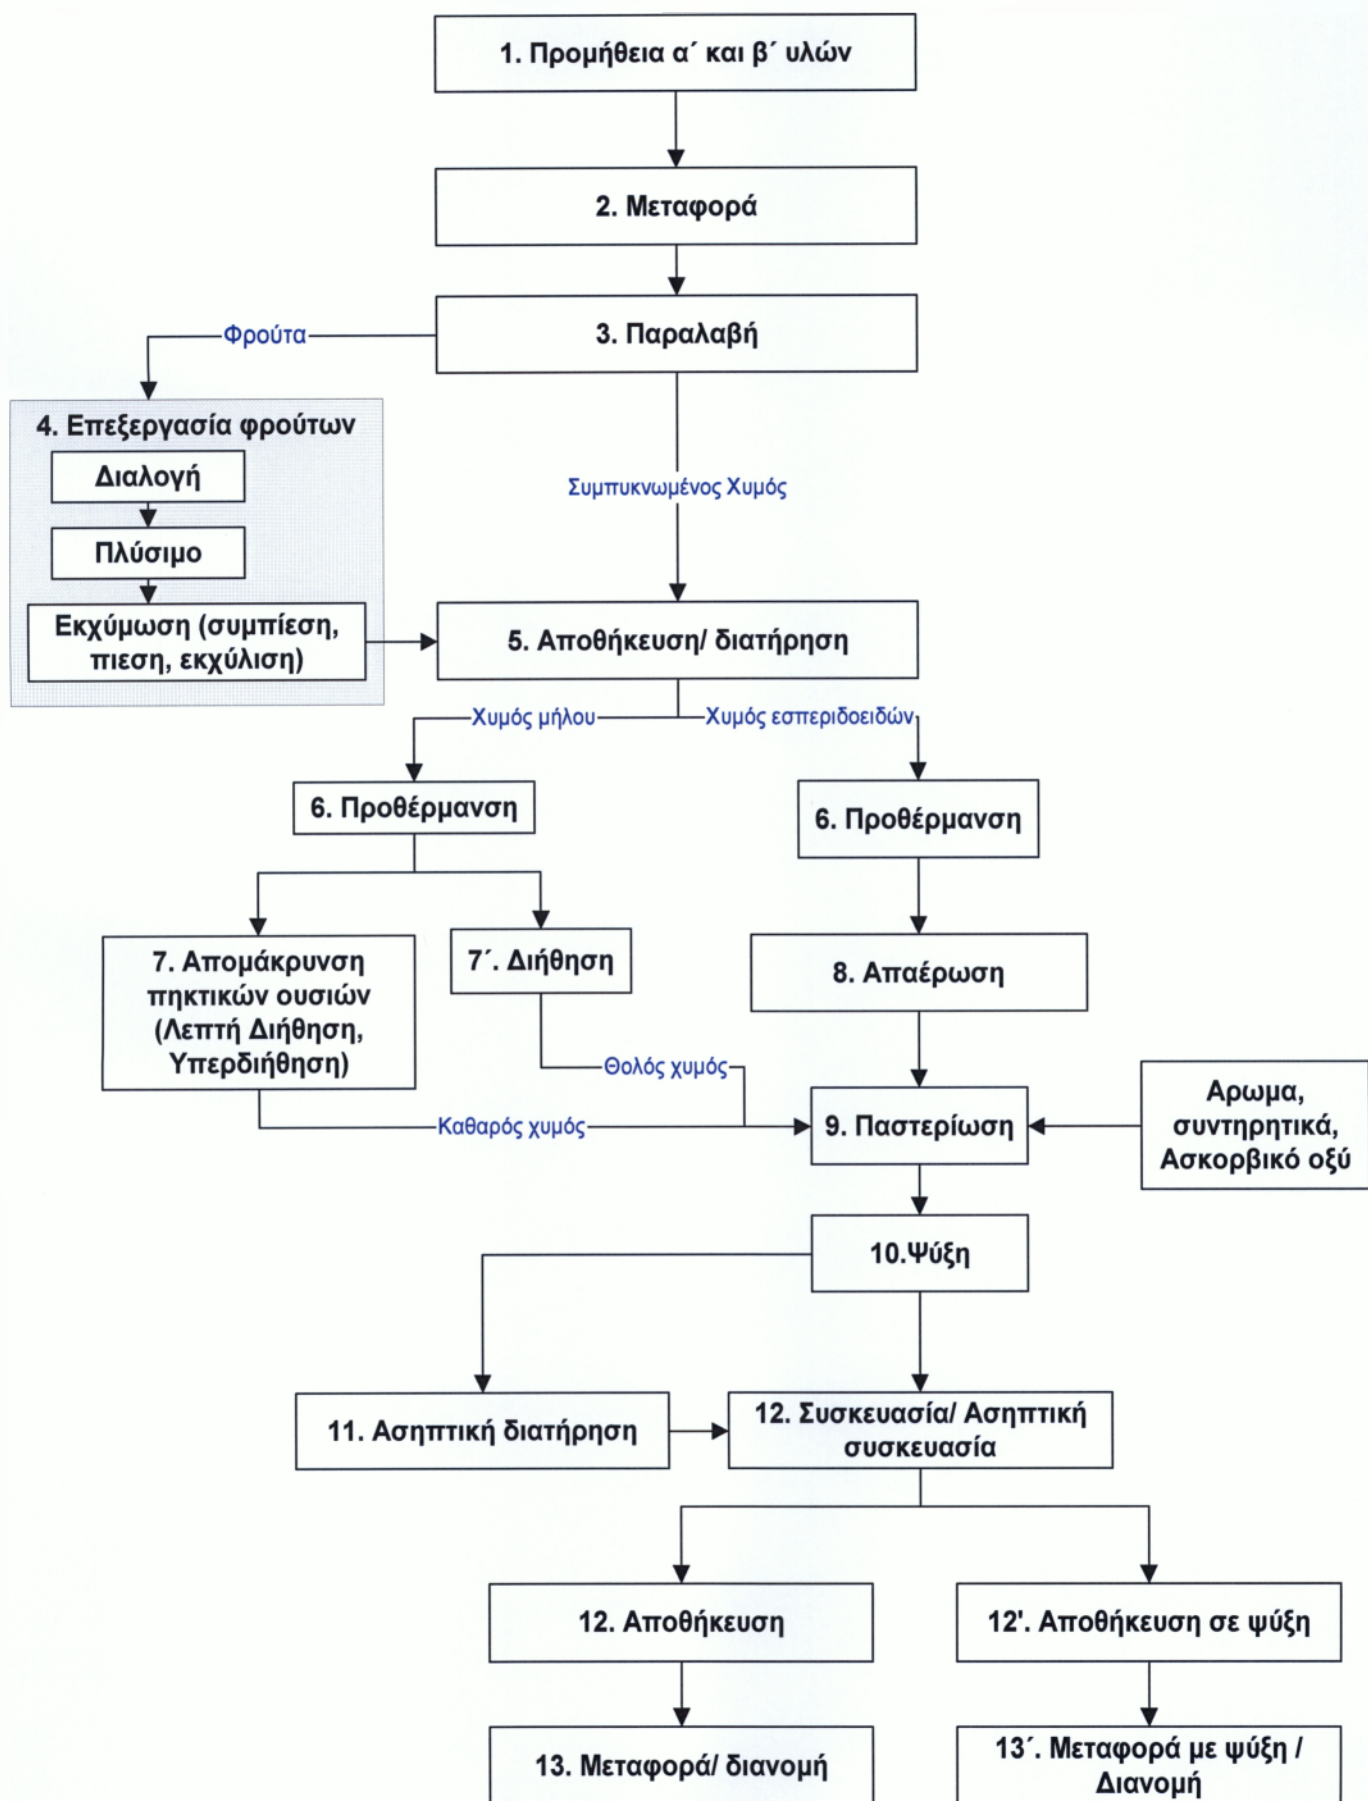 1. Προμήθεια α΄ και β΄ υλών
2. Μεταφορά
3. Παραλαβή
Φρούτα
4. Επεξεργασία φρούτων
Διαλογή
Συμπυκνωμένος Χυμός
Πλύσιμο
Εκχύμωση (συμπίεση,
πιεση, εκχύλιση)
5. Αποθήκευση/ διατήρηση
Χυμός μήλου
Χυμός εσπεριδοειδών
6. Προθέρμανση
6. Προθέρμανση
7. Απομάκρυνση
πηκτικών ουσιών
(Λεπτή Διήθηση,
Υπερδιήθηση)
7΄. Διήθηση
8. Απαέρωση
Θολός χυμός
Καθαρός χυμός
9. Παστερίωση
Αρωμα,
συντηρητικά,
Ασκορβικό οξύ
10.Ψύξη
11. Ασηπτική διατήρηση
12. Συσκευασία/ Ασηπτική
συσκευασία
12. Αποθήκευση
12'. Αποθήκευση σε ψύξη
13. Μεταφορά/ διανομή
13΄. Μεταφορά με ψύξη /
Διανομή